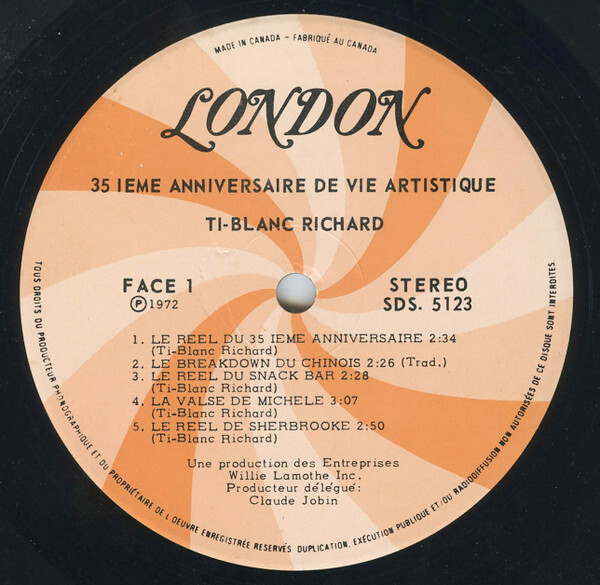 MADE IN CANADA – FABRIQUÉ AU CANADA
LONDON
35 IEME ANNIVERSAIRE DE VIE ARTISTIQUE
TI-BLANC RICHARD
FACE 1
Ⓟ 1972
STEREO
SDS. 5123
1. LE REEL DU 35 IEME ANNIVERSAIRE 2:34
(Ti-Blanc Richard)
2. LE BREAKDOWN DU CHINOIS 2:26 (Trad.)
3. LE REEL DU SNACK BAR 2:28
(Ti-Blanc Richard)
4. LA VALSE DE MICHELE 3:07
(Ti-Blanc Richard)
5. LE REEL DE SHERBROOKE 2:50
(Ti-Blanc Richard)
Une production des Entreprises
Willie Lamothe Inc.
Producteur délégué:
Claude Jobin
TOUS DROITS DU PRODUCTEUR PHONOGRAPHIQUE ET DU PROPRIÉTAIRE DE L'OEUVRE ENREGISTRÉE RESERVÉS DUPLICATION, EXÉCUTION PUBLIQUE ET/OU RADIODIFFUSION NON AUTORISÉES DE CE DISQUE SONT INTERDITES